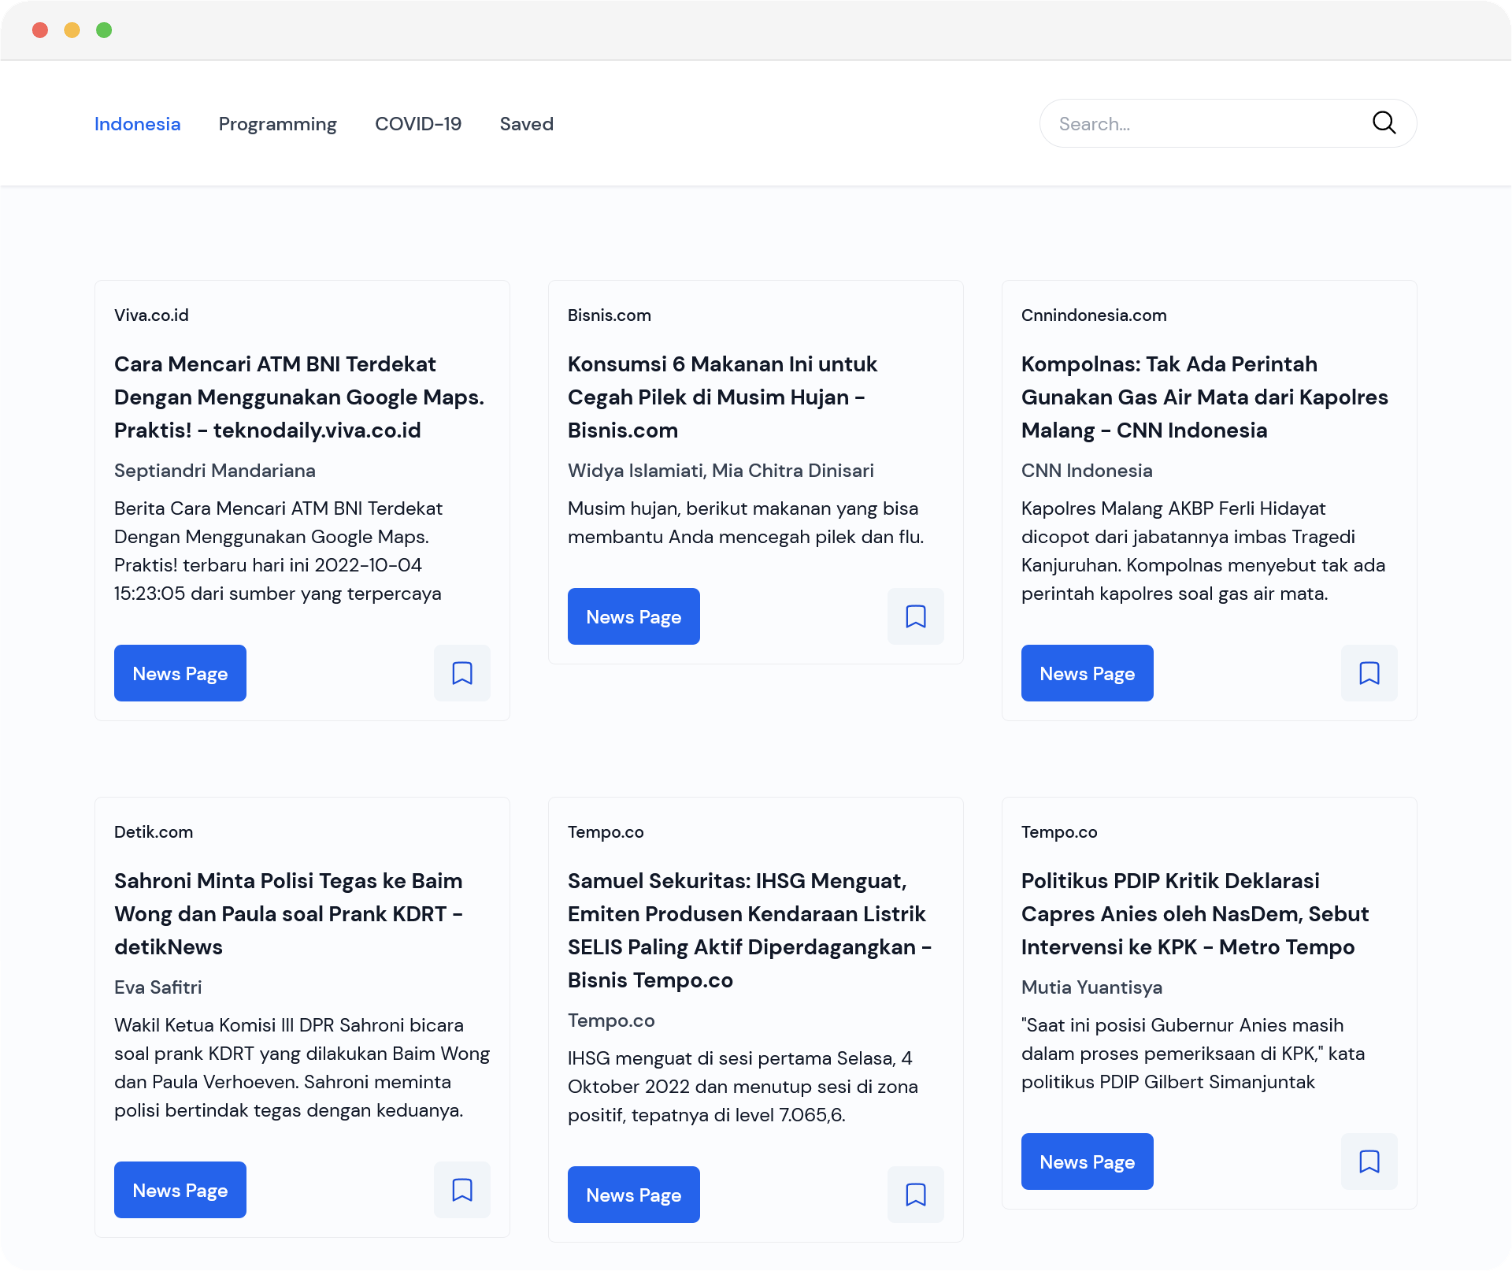 Indonesia
Programming
COVID-19
Saved
Search...
Viva.co.id
Cara Mencari ATM BNI Terdekat
Dengan Menggunakan Google Maps.
Praktis! - teknodaily.viva.co.id
Septiandri Mandariana
Berita Cara Mencari ATM BNI Terdekat
Dengan Menggunakan Google Maps.
Praktis! terbaru hari ini 2022-10-04
15:23:05 dari sumber yang terpercaya
News Page
Bisnis.com
Konsumsi 6 Makanan Ini untuk
Cegah Pilek di Musim Hujan -
Bisnis.com
Widya Islamiati, Mia Chitra Dinisari
Musim hujan, berikut makanan yang bisa
membantu Anda mencegah pilek dan flu.
News Page
Cnnindonesia.com
Kompolnas: Tak Ada Perintah
Gunakan Gas Air Mata dari Kapolres
Malang - CNN Indonesia
CNN Indonesia
Kapolres Malang AKBP Ferli Hidayat
dicopot dari jabatannya imbas Tragedi
Kanjuruhan. Kompolnas menyebut tak ada
perintah kapolres soal gas air mata.
News Page
Detik.com
Sahroni Minta Polisi Tegas ke Baim
Wong dan Paula soal Prank KDRT -
detikNews
Eva Safitri
Wakil Ketua Komisi III DPR Sahroni bicara
soal prank KDRT yang dilakukan Baim Wong
dan Paula Verhoeven. Sahroni meminta
polisi bertindak tegas dengan keduanya.
News Page
Tempo.co
Samuel Sekuritas: IHSG Menguat,
Emiten Produsen Kendaraan Listrik
SELIS Paling Aktif Diperdagangkan -
Bisnis Tempo.co
Tempo.co
IHSG menguat di sesi pertama Selasa, 4
Oktober 2022 dan menutup sesi di zona
positif, tepatnya di level 7.065,6.
News Page
Tempo.co
Politikus PDIP Kritik Deklarasi
Capres Anies oleh NasDem, Sebut
Intervensi ke KPK - Metro Tempo
Mutia Yuantisya
"Saat ini posisi Gubernur Anies masih
dalam proses pemeriksaan di KPK," kata
politikus PDIP Gilbert Simanjuntak
News Page